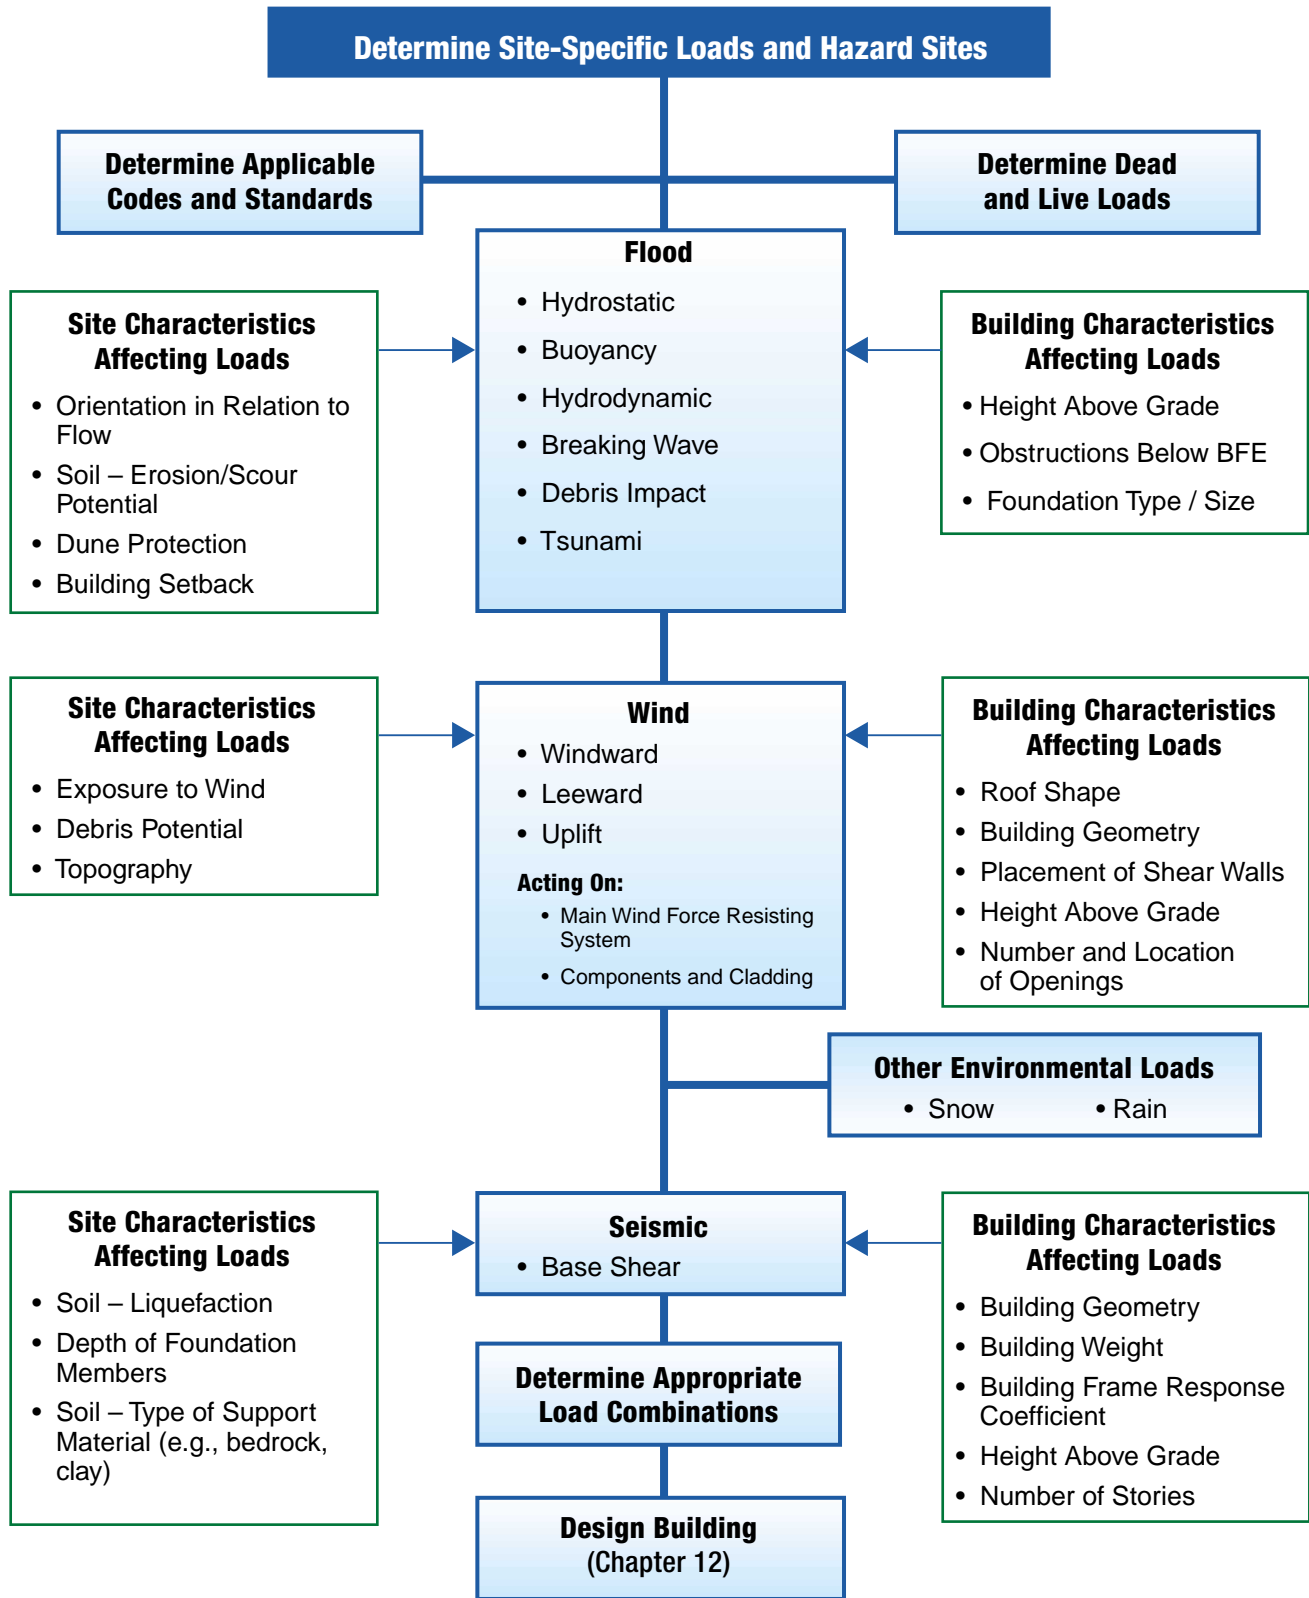 Determine Site-Specific Loads and Hazard Sites
Determine Applicable
Codes and Standards
Determine Dead
and Live Loads
Flood
• Hydrostatic
• Buoyancy
• Hydrodynamic
• Breaking Wave
• Debris Impact
• Tsunami
Site Characteristics
Affecting Loads
• Orientation in Relation to
Flow
• Soil – Erosion/Scour
Potential
• Dune Protection
• Building Setback
Building Characteristics
Affecting Loads
• Height Above Grade
• Obstructions Below BFE
• Foundation Type / Size
Site Characteristics
Affecting Loads
• Exposure to Wind
• Debris Potential
• Topography
Wind
• Windward
• Leeward
• Uplift
Acting On:
• Main Wind Force Resisting
System
• Components and Cladding
Building Characteristics
Affecting Loads
• Roof Shape
• Building Geometry
• Placement of Shear Walls
• Height Above Grade
• Number and Location
of Openings
Other Environmental Loads
• Snow • Rain
Site Characteristics
Affecting Loads
• Soil – Liquefaction
• Depth of Foundation
Members
• Soil – Type of Support
Material (e.g., bedrock,
clay)
Seismic
• Base Shear
Building Characteristics
Affecting Loads
• Building Geometry
• Building Weight
• Building Frame Response
Coefficient
• Height Above Grade
• Number of Stories
Determine Appropriate
Load Combinations
Design Building
(Chapter 12)